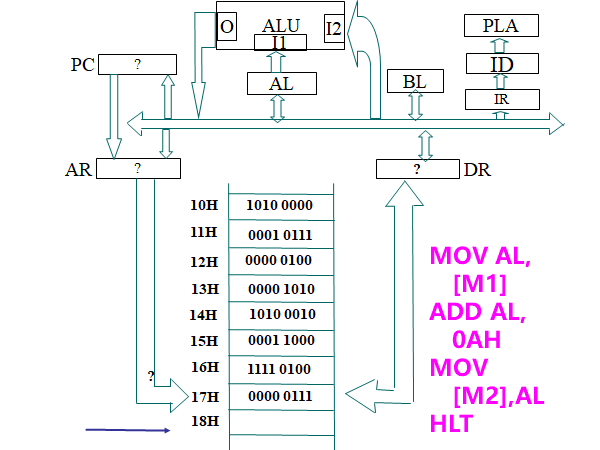 O ALU I2
I1
PLA
PC ?
ID
AL
BL
IR
AR ?
? DR
10H 1010 0000
11H 0001 0111
12H 0000 0100
13H 0000 1010
14H 1010 0010
15H 0001 1000
16H 1111 0100
?
17H 0000 0111
18H
MOV AL,
[M1]
ADD AL,
0AH
MOV
[M2],AL
HLT